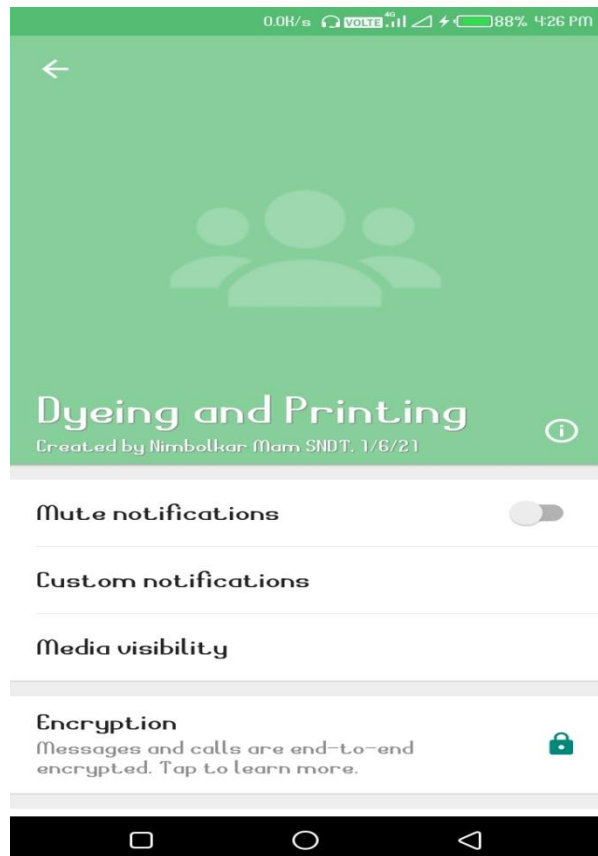 0.0K/s VOLTE 4G 88% 4:26 PM
Dyeing and Printing
Created by Nimbolkar Mam SNDT, 1/6/21
Mute notifications
Custom notifications
Media visibility
Encryption
Messages and calls are end-to-end
encrypted. Tap to learn more.